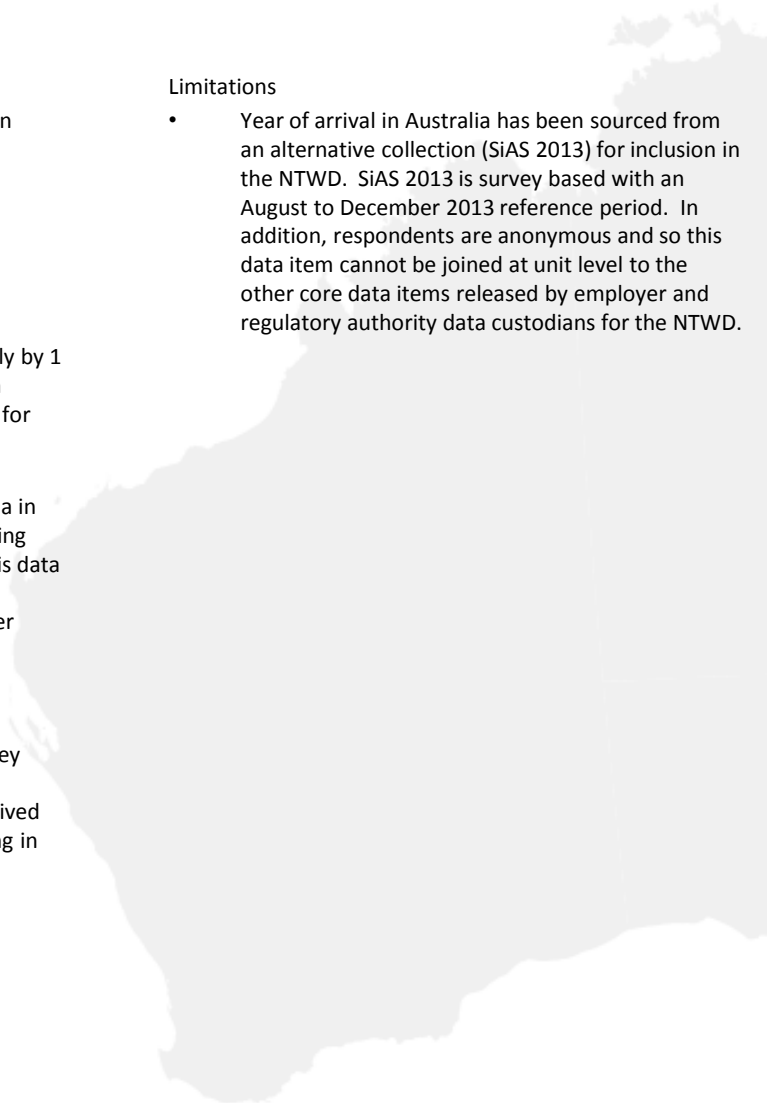 n
ly by 1
for
a in
ing
is data
er
ey
ived
g in
Limitations
• Year of arrival in Australia has been sourced from
an alternative collection (SiAS 2013) for inclusion in
the NTWD.  SiAS 2013 is survey based with an
August to December 2013 reference period.  In
addition, respondents are anonymous and so this
data item cannot be joined at unit level to the
other core data items released by employer and
regulatory authority data custodians for the NTWD.